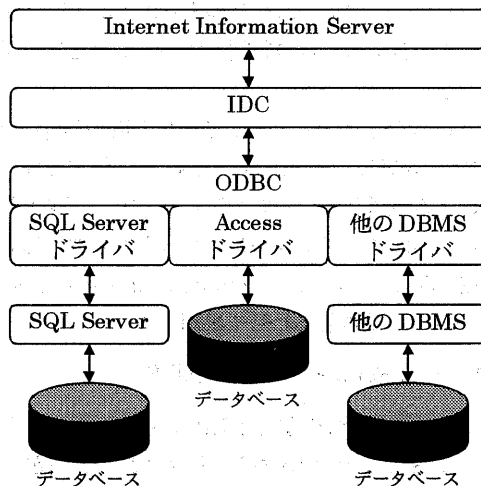 Internet Information Server
IDC
ODBC
SQL Server
ドライバ
Access
ドライバ
他の DBMS
ドライバ
SQL Server
他の DBMS
データベース
データベース
データベース